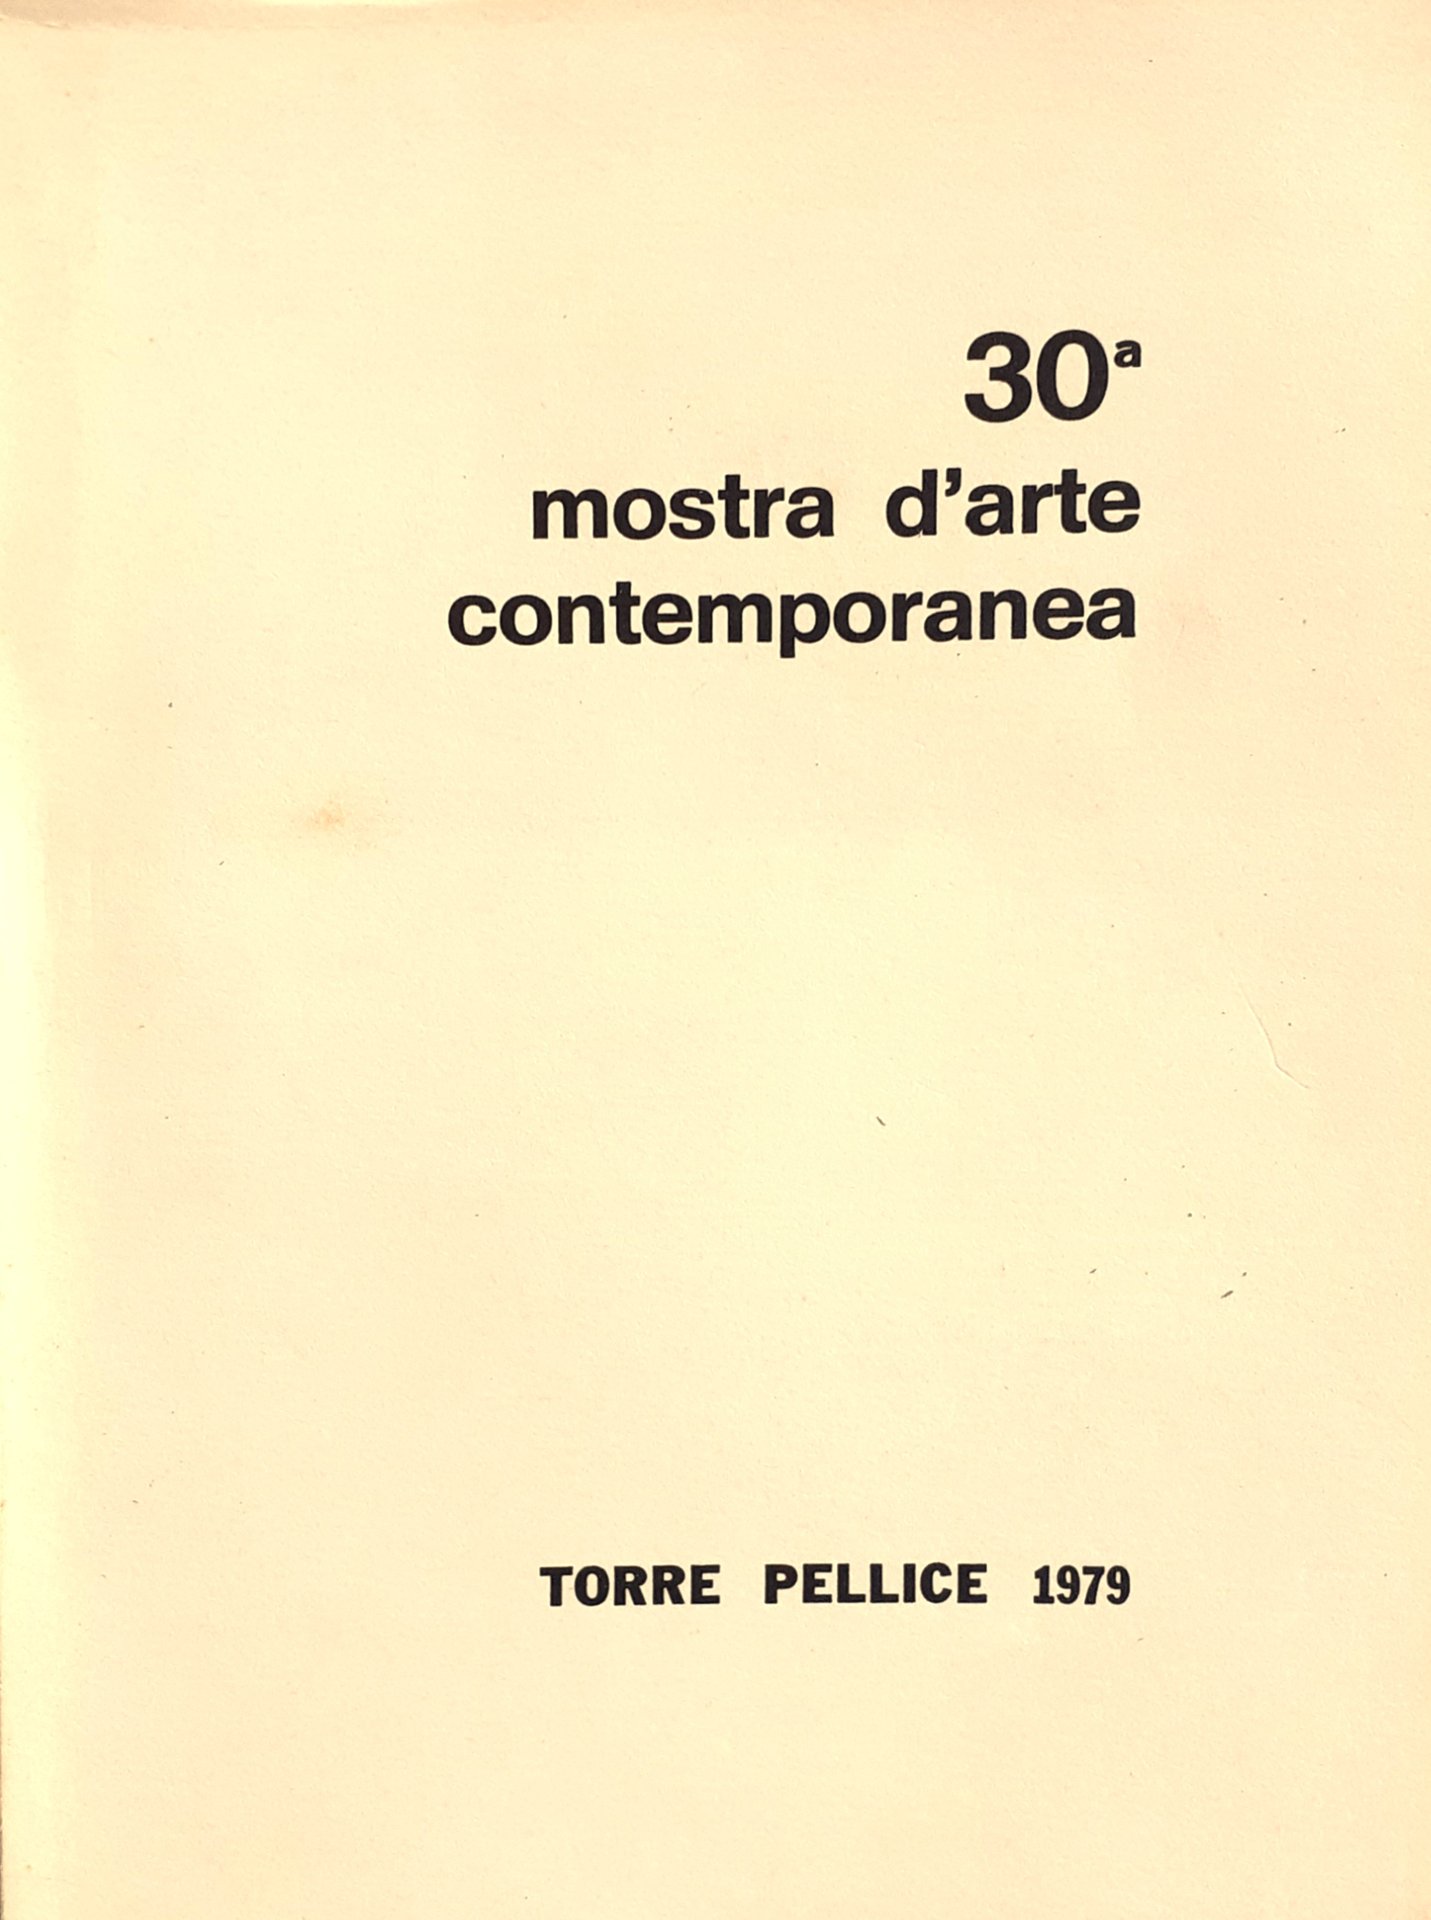 30ª
mostra d'arte
contemporanea
TORRE PELLICE 1979